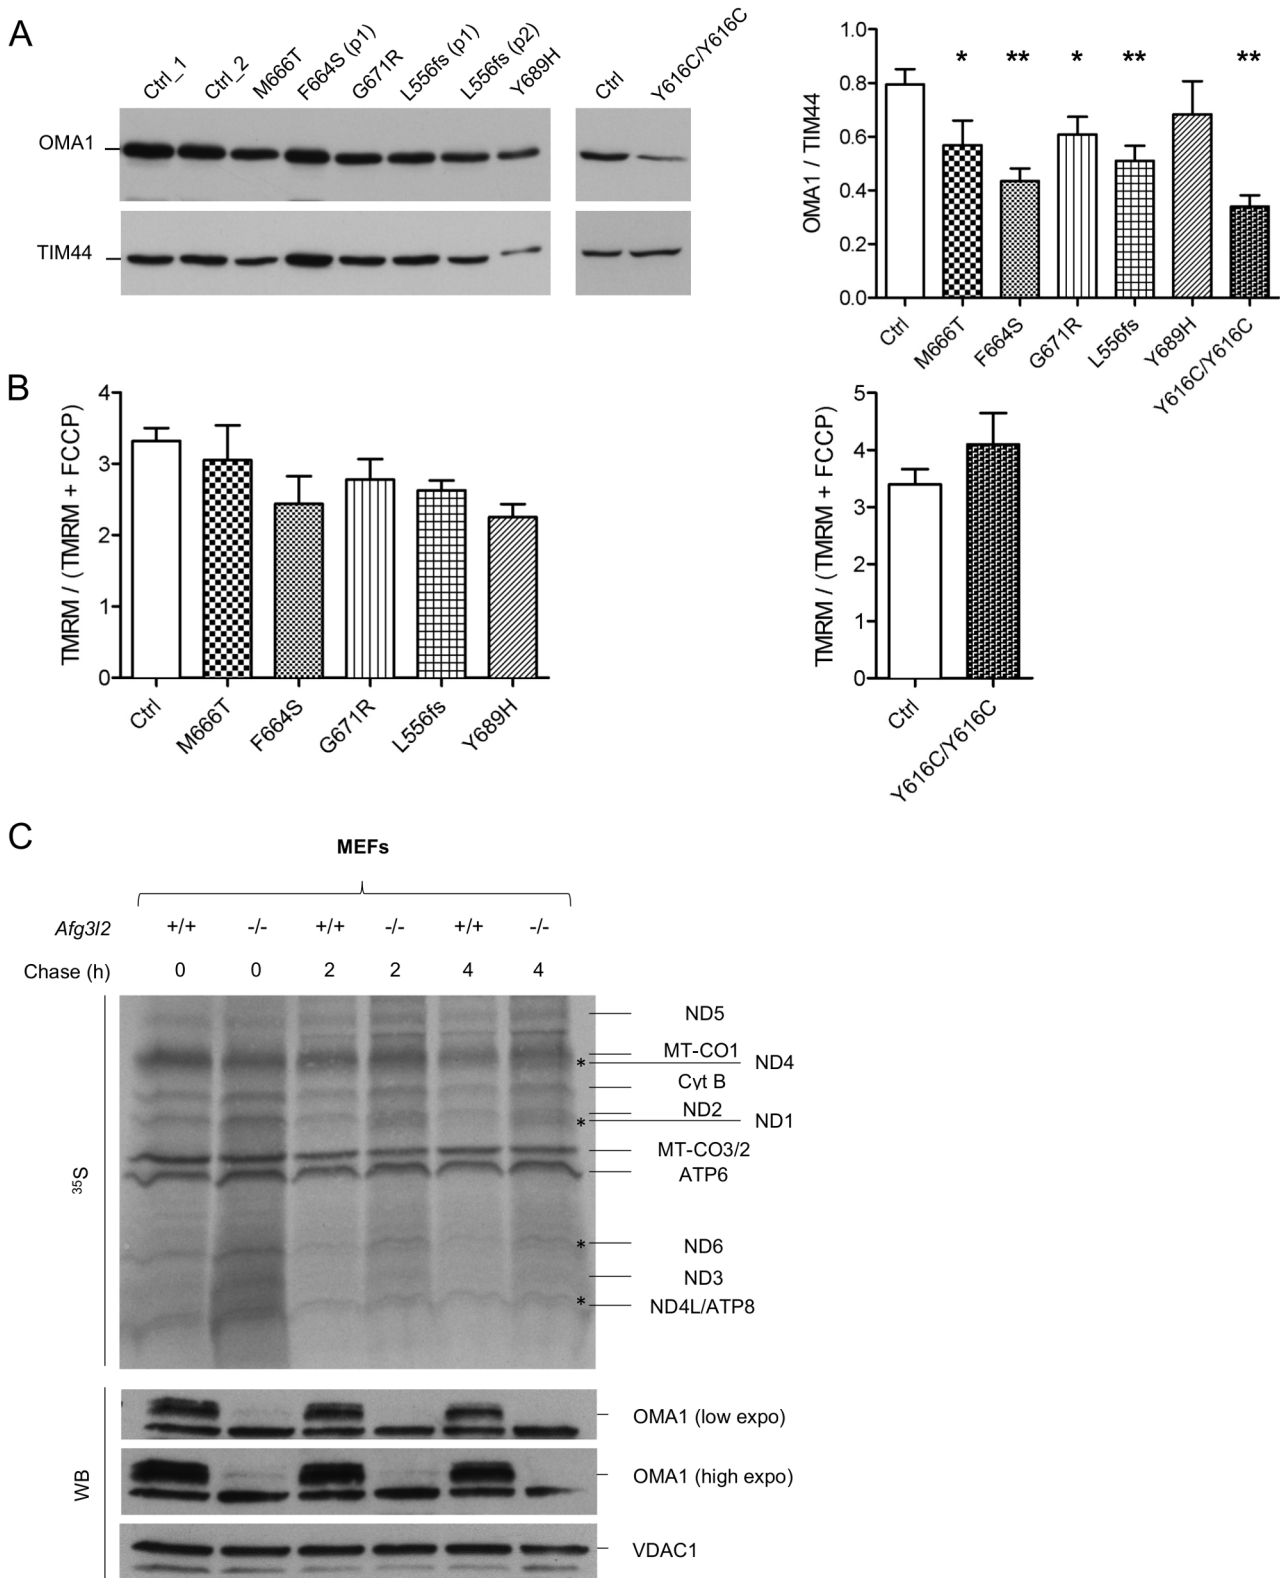 A
Ctrl_1
Ctrl_2
M666T
F664S (p1)
G671R
L556fs (p1)
L556fs (p2)
Y689H
Ctrl
Y616C/Y616C
OMA1
TIM44
OMA1 / TIM44
1.0
0.8
0.6
0.4
0.2
0.0
* ** * ** **
Ctrl
M666T
F664S
G671R
L556fs
Y689H
Y616C/Y616C
B
TMRM / (TMRM + FCCP)
4
3
2
1
0
Ctrl
M666T
F664S
G671R
L556fs
Y689H
TMRM / (TMRM + FCCP)
5
4
3
2
1
0
Ctrl
Y616C/Y616C
C
MEFs
Afg3l2 +/+ -/- +/+ -/- +/+ -/-
Chase (h) 0 0 2 2 4 4
35S
ND5
MT-CO1
* ND4
Cyt B
ND2
* ND1
MT-CO3/2
ATP6
* ND6
ND3
* ND4L/ATP8
WB
OMA1 (low expo)
OMA1 (high expo)
VDAC1